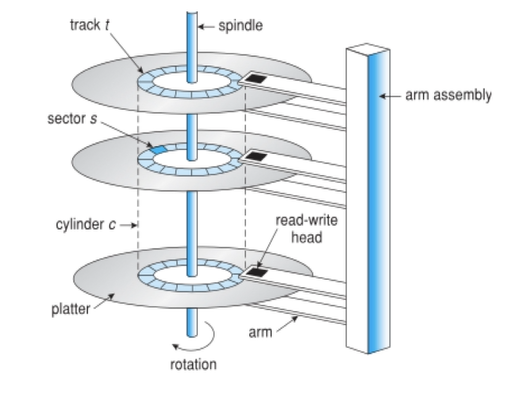 track t
spindle
arm assembly
sector s
cylinder c
read-write
head
platter
arm
rotation